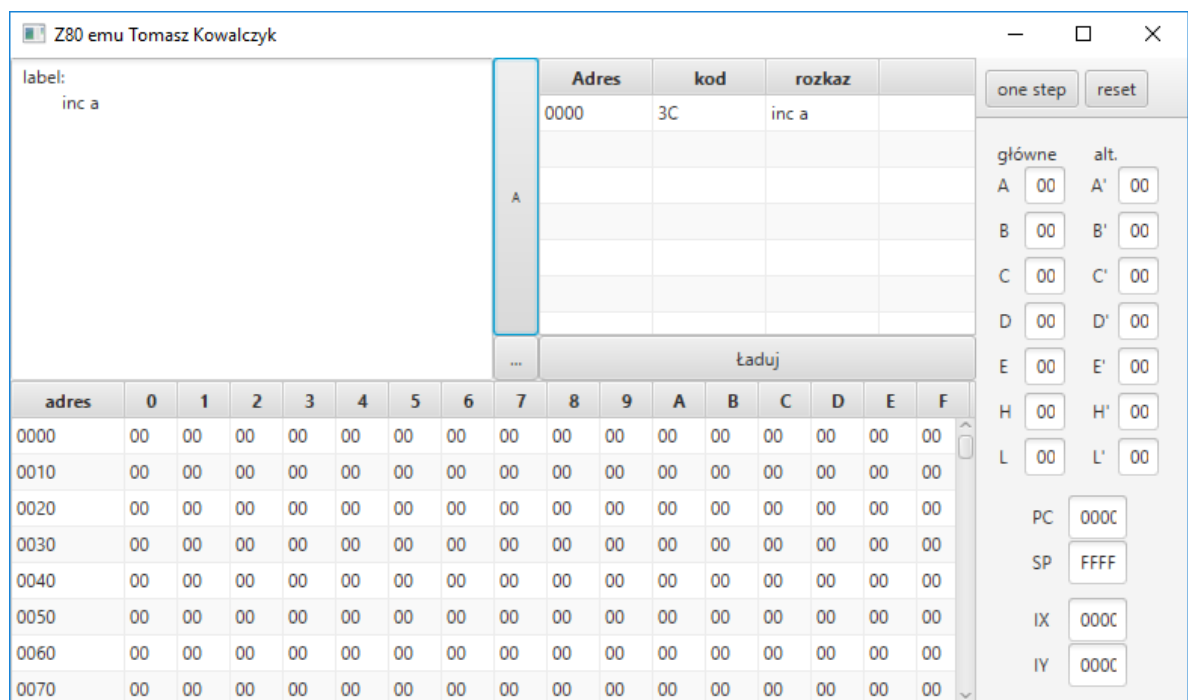 Z80 emu Tomasz Kowalczyk
label:
inc a
A
...
Adres kod rozkaz
0000 3C inc a
Ładuj
one step reset
główne alt.
A 00 A' 00
B 00 B' 00
C 00 C' 00
D 00 D' 00
E 00 E' 00
H 00 H' 00
L 00 L' 00
PC 000C
SP FFFF
IX 000C
IY 000C
adres 0 1 2 3 4 5 6 7 8 9 A B C D E F
0000 00 00 00 00 00 00 00 00 00 00 00 00 00 00 00 00
0010 00 00 00 00 00 00 00 00 00 00 00 00 00 00 00 00
0020 00 00 00 00 00 00 00 00 00 00 00 00 00 00 00 00
0030 00 00 00 00 00 00 00 00 00 00 00 00 00 00 00 00
0040 00 00 00 00 00 00 00 00 00 00 00 00 00 00 00 00
0050 00 00 00 00 00 00 00 00 00 00 00 00 00 00 00 00
0060 00 00 00 00 00 00 00 00 00 00 00 00 00 00 00 00
0070 00 00 00 00 00 00 00 00 00 00 00 00 00 00 00 00